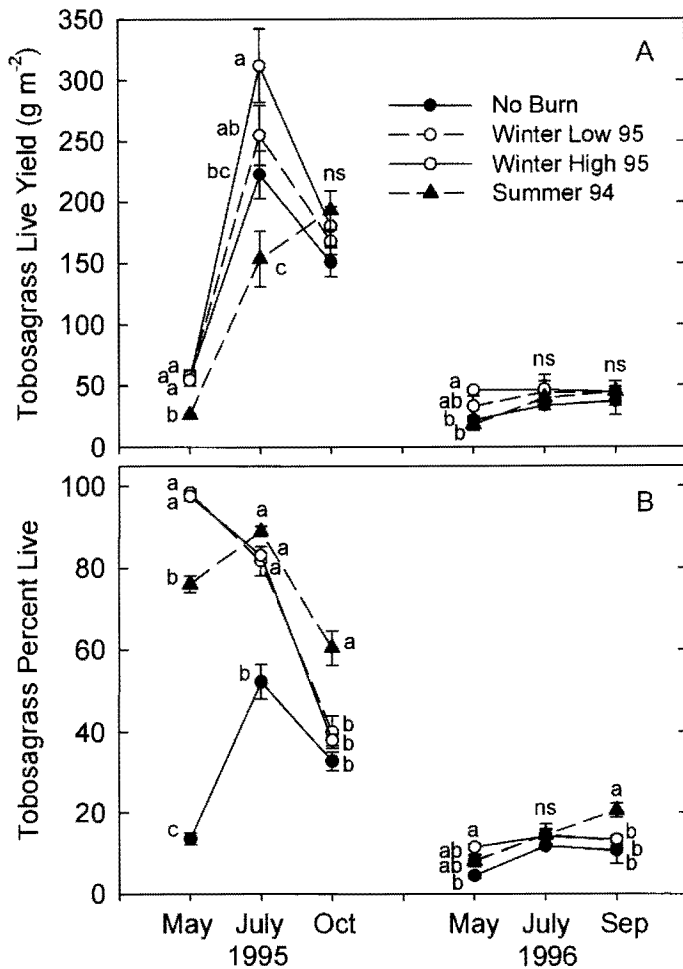 A
Tobosagrass Live Yield (g m⁻²)
350
300
250
200
150
100
50
0
No Burn
Winter Low 95
Winter High 95
Summer 94
a
ab
bc
c
ns
a
a
a
b
a
ab
b
b
ns
ns
B
Tobosagrass Percent Live
100
80
60
40
20
0
a
a
b
c
a
a
a
b
a
b
b
b
a
ab
ab
b
ns
a
b
b
b
May July Oct May July Sep
1995 1996